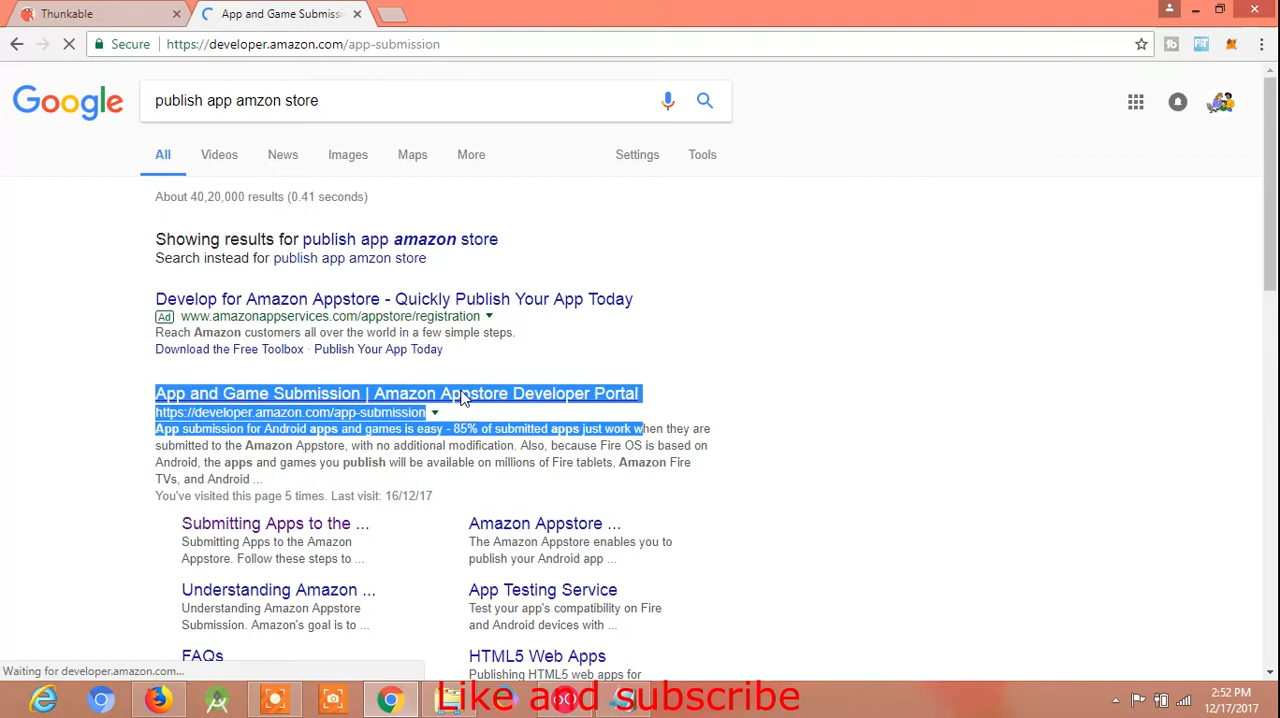 Thunkable
App and Game Submiss
Secure https://developer.amazon.com/app-submission
Google
publish app amzon store
All Videos News Images Maps More Settings Tools
About 40,20,000 results (0.41 seconds)
Showing results for publish app amazon store
Search instead for publish app amzon store
Develop for Amazon Appstore - Quickly Publish Your App Today
Ad www.amazonappservices.com/appstore/registration
Reach Amazon customers all over the world in a few simple steps.
Download the Free Toolbox · Publish Your App Today
App and Game Submission | Amazon Appstore Developer Portal
https://developer.amazon.com/app-submission
App submission for Android apps and games is easy - 85% of submitted apps just work when they are
submitted to the Amazon Appstore, with no additional modification. Also, because Fire OS is based on
Android, the apps and games you publish will be available on millions of Fire tablets, Amazon Fire
TVs, and Android ...
You've visited this page 5 times. Last visit: 16/12/17
Submitting Apps to the ...
Submitting Apps to the Amazon
Appstore. Follow these steps to ...
Amazon Appstore ...
The Amazon Appstore enables you to
publish your Android app ...
Understanding Amazon ...
Understanding Amazon Appstore
Submission. Amazon's goal is to ...
App Testing Service
Test your app's compatibility on Fire
and Android devices with ...
FAQs
HTML5 Web Apps
Publishing HTML5 web apps for
Waiting for developer.amazon.com...
Like and subscribe
2:52 PM
12/17/2017